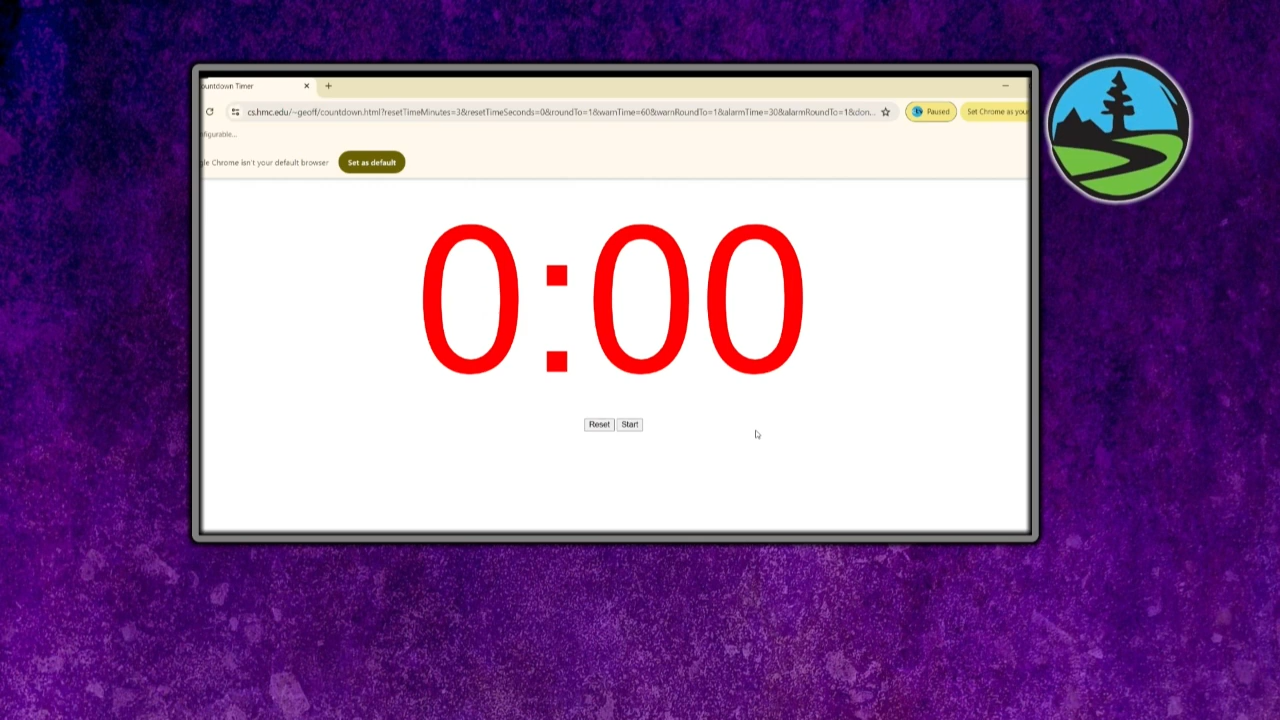 ountdown Timer
cs.hmc.edu/~geoff/countdown.html?resetTimeMinutes=3&resetTimeSeconds=0&roundTo=1&warnTime=60&warnRoundTo=1&alarmTime=30&alarmRoundTo=1&don...
Paused
Set Chrome as your
nfigurable...
gle Chrome isn't your default browser
Set as default
0:00
Reset
Start